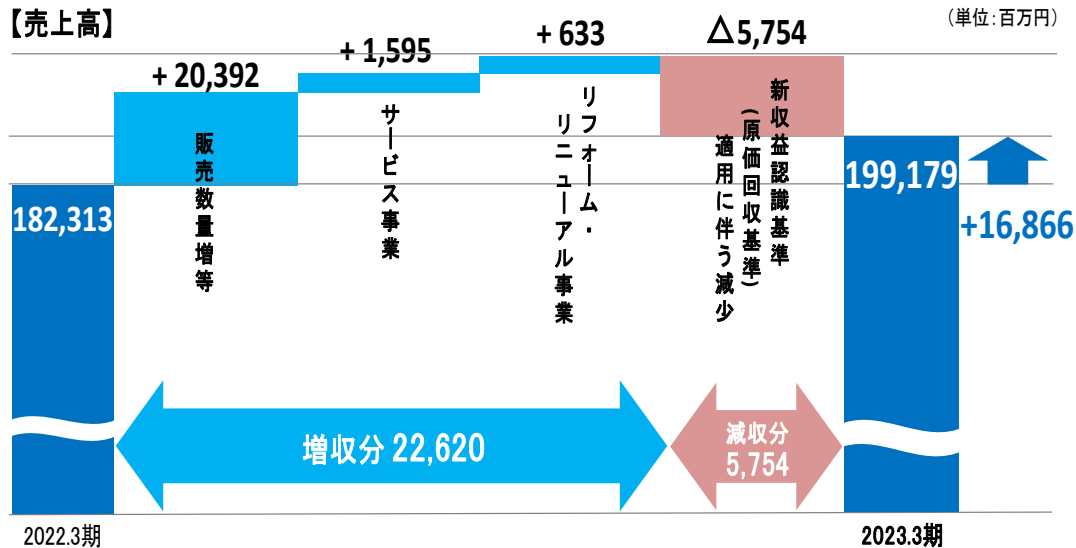 【売上高】
（単位：百万円）
+ 20,392
+ 1,595
+ 633
△5,754
販売数量増等
サービス事業
リフォーム・
リニューアル事業
新収益認識基準
(原価回収基準)
適用に伴う減少
182,313
199,179
+16,866
増収分 22,620
減収分
5,754
2022.3期
2023.3期